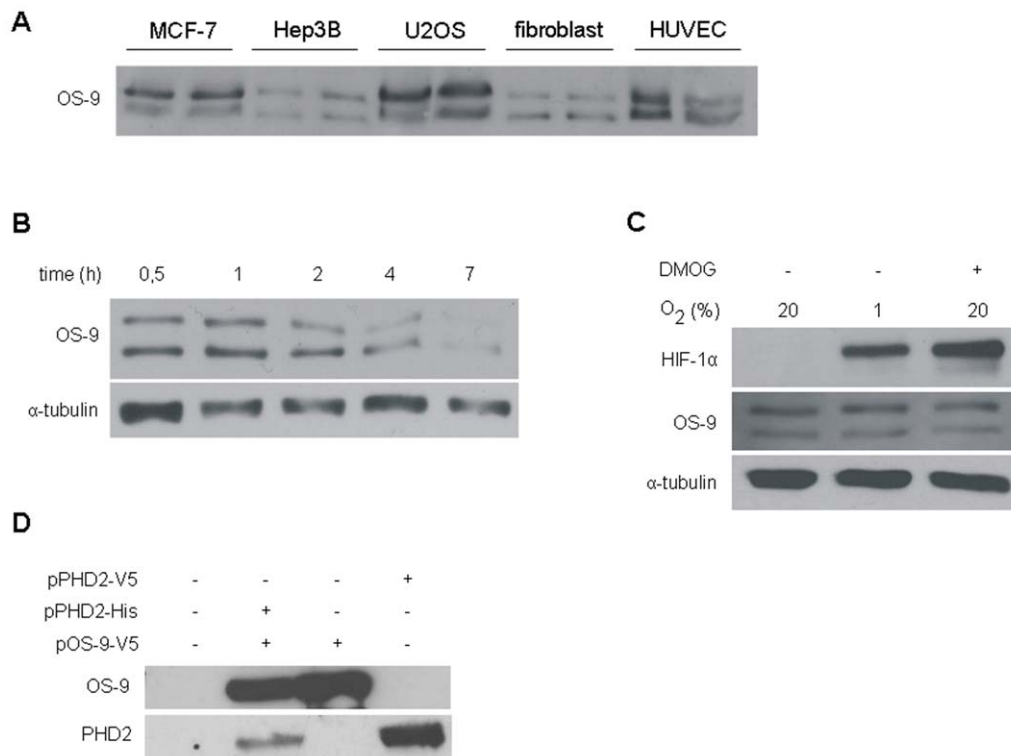 A
MCF-7 Hep3B U2OS fibroblast HUVEC
OS-9
B
time (h) 0,5 1 2 4 7
OS-9
α-tubulin
C
DMOG - - +
O2 (%) 20 1 20
HIF-1α
OS-9
α-tubulin
D
pPHD2-V5 - - - +
pPHD2-His - + - -
pOS-9-V5 - + + -
OS-9
PHD2